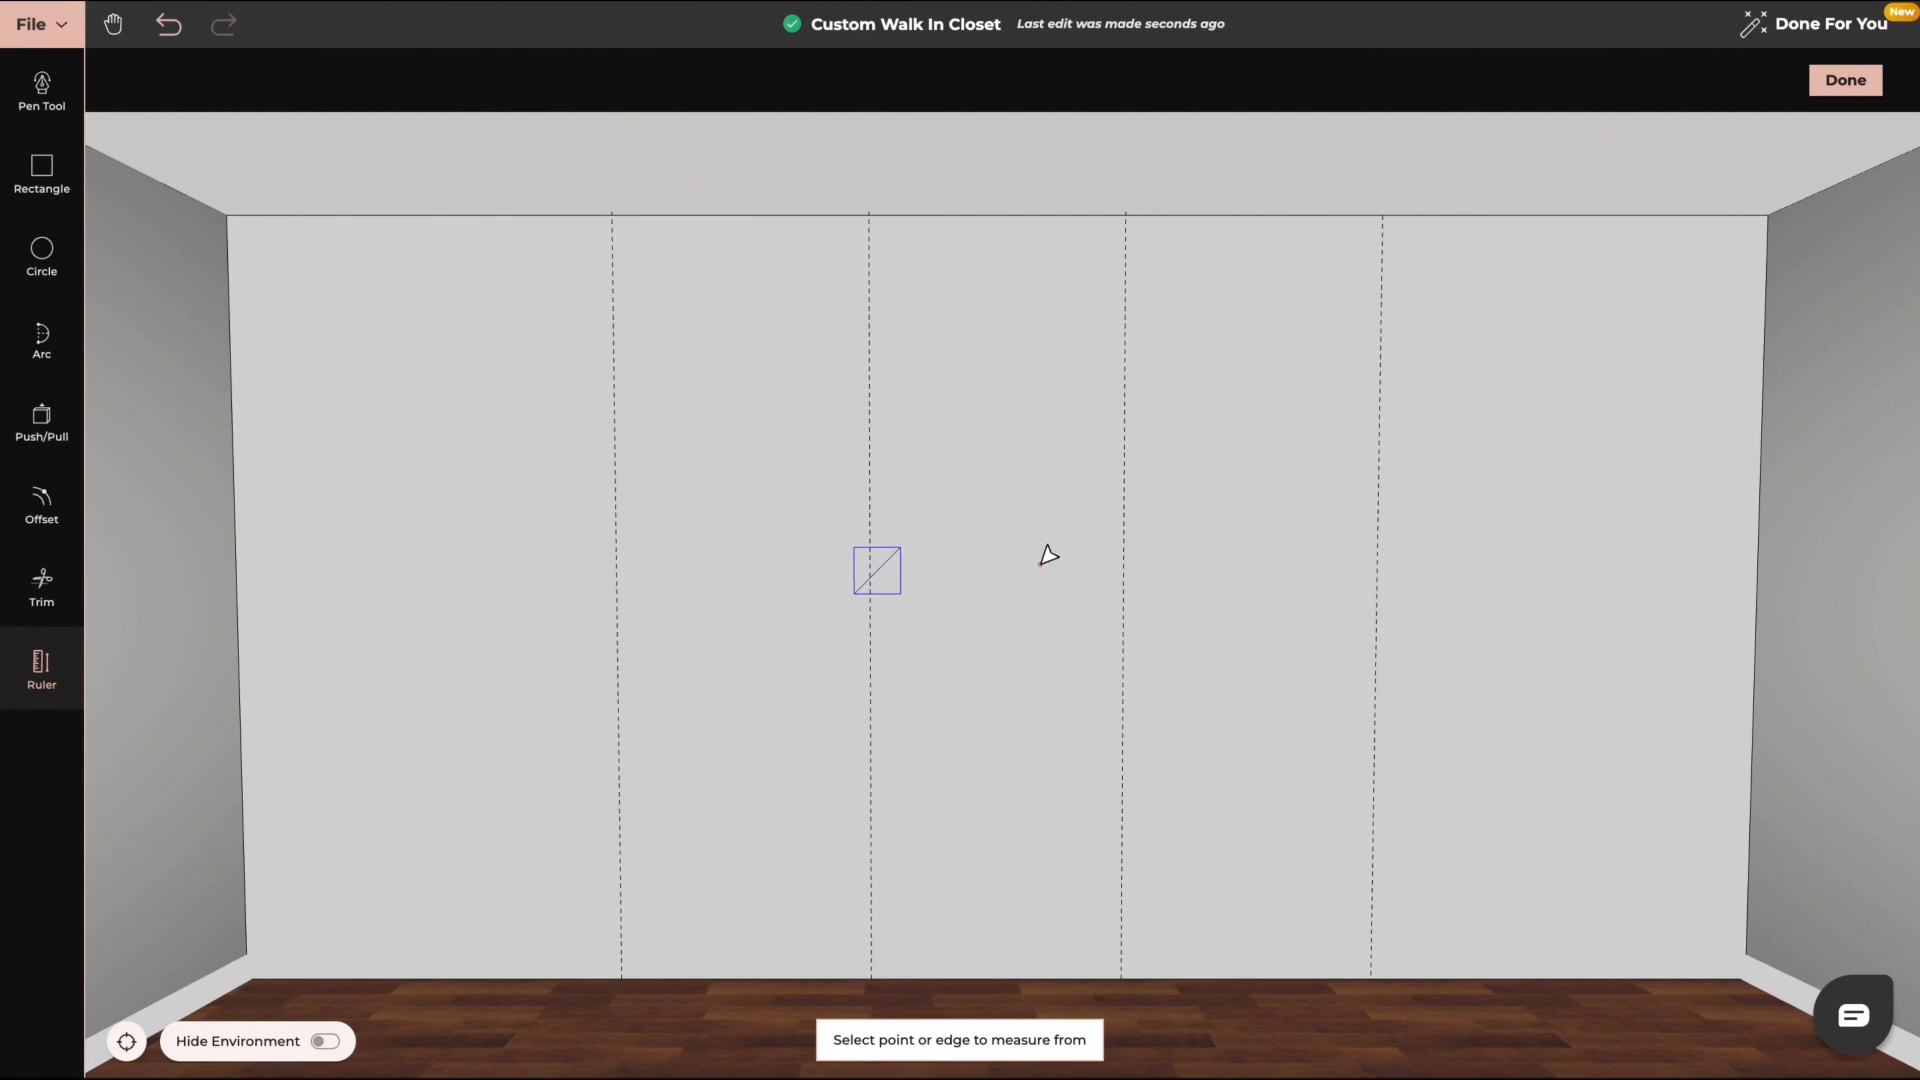 File
Custom Walk In Closet
Last edit was made seconds ago
Done For You
New
Done
Pen Tool
Rectangle
Circle
Arc
Push/Pull
Offset
Trim
Ruler
Hide Environment
Select point or edge to measure from